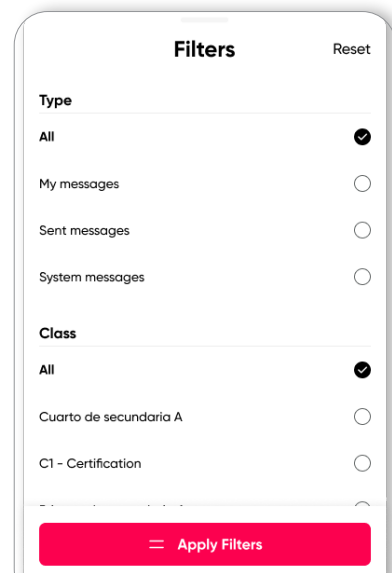 Filters
Reset
Type
All
My messages
Sent messages
System messages
Class
All
Cuarto de secundaria A
C1 - Certification
Apply Filters